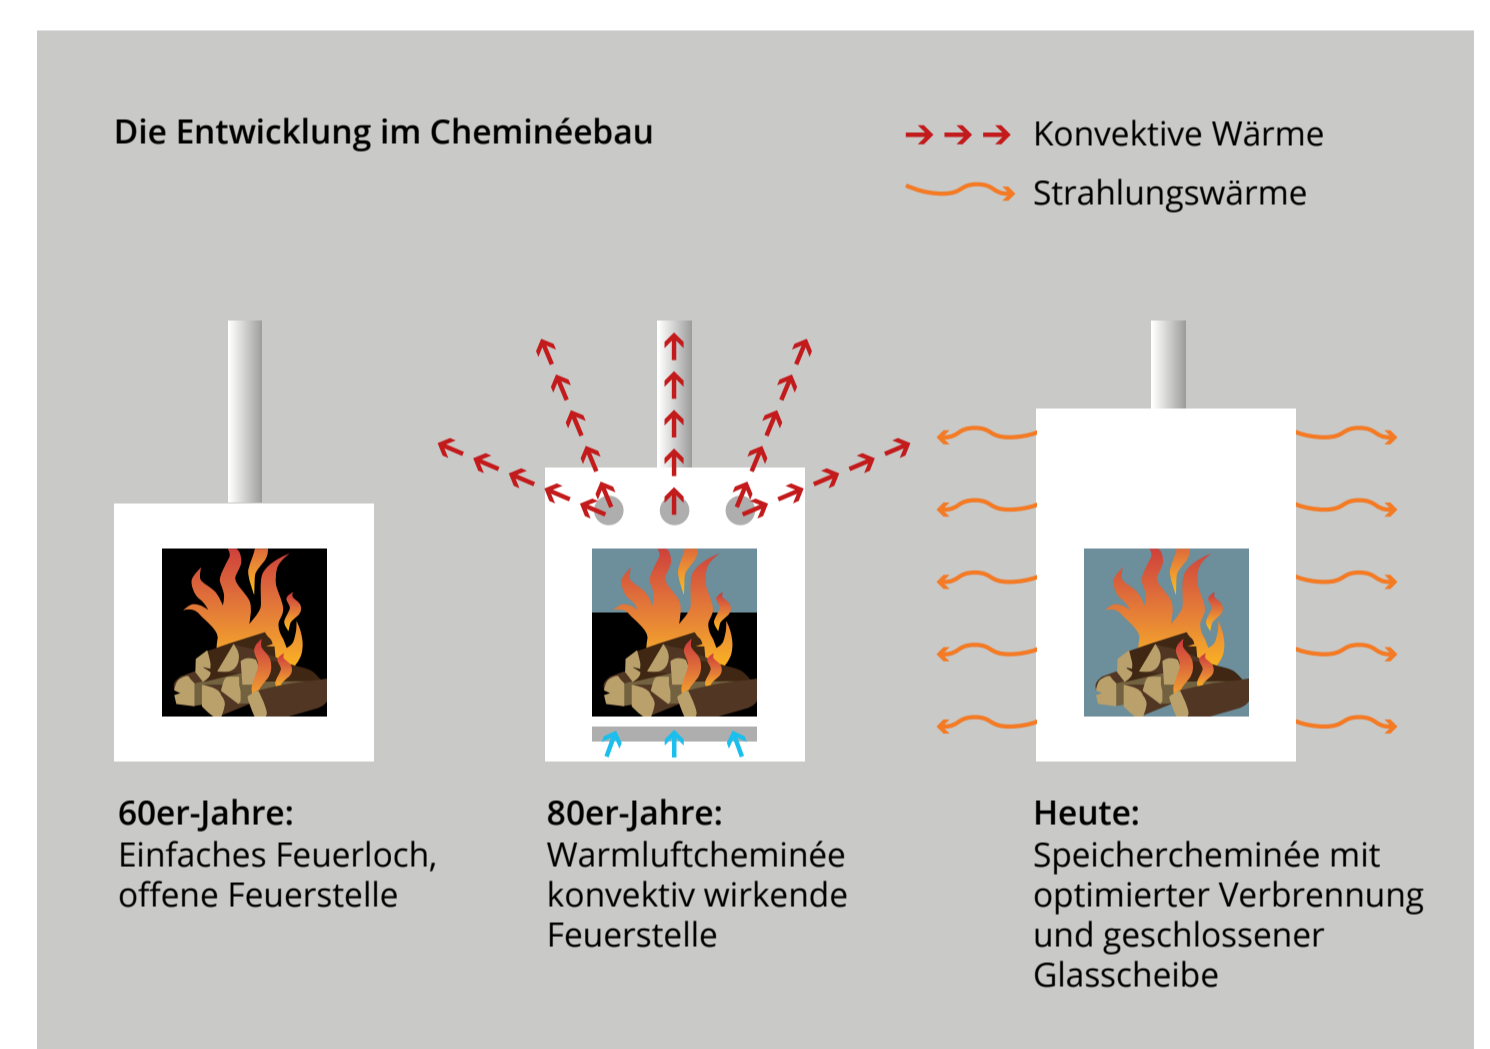 Die Entwicklung im Cheminéebau
Konvektive Wärme
Strahlungswärme
60er-Jahre:
Einfaches Feuerloch,
offene Feuerstelle
80er-Jahre:
Warmluftcheminée
konvektiv wirkende
Feuerstelle
Heute:
Speichercheminée mit
optimierter Verbrennung
und geschlossener
Glasscheibe